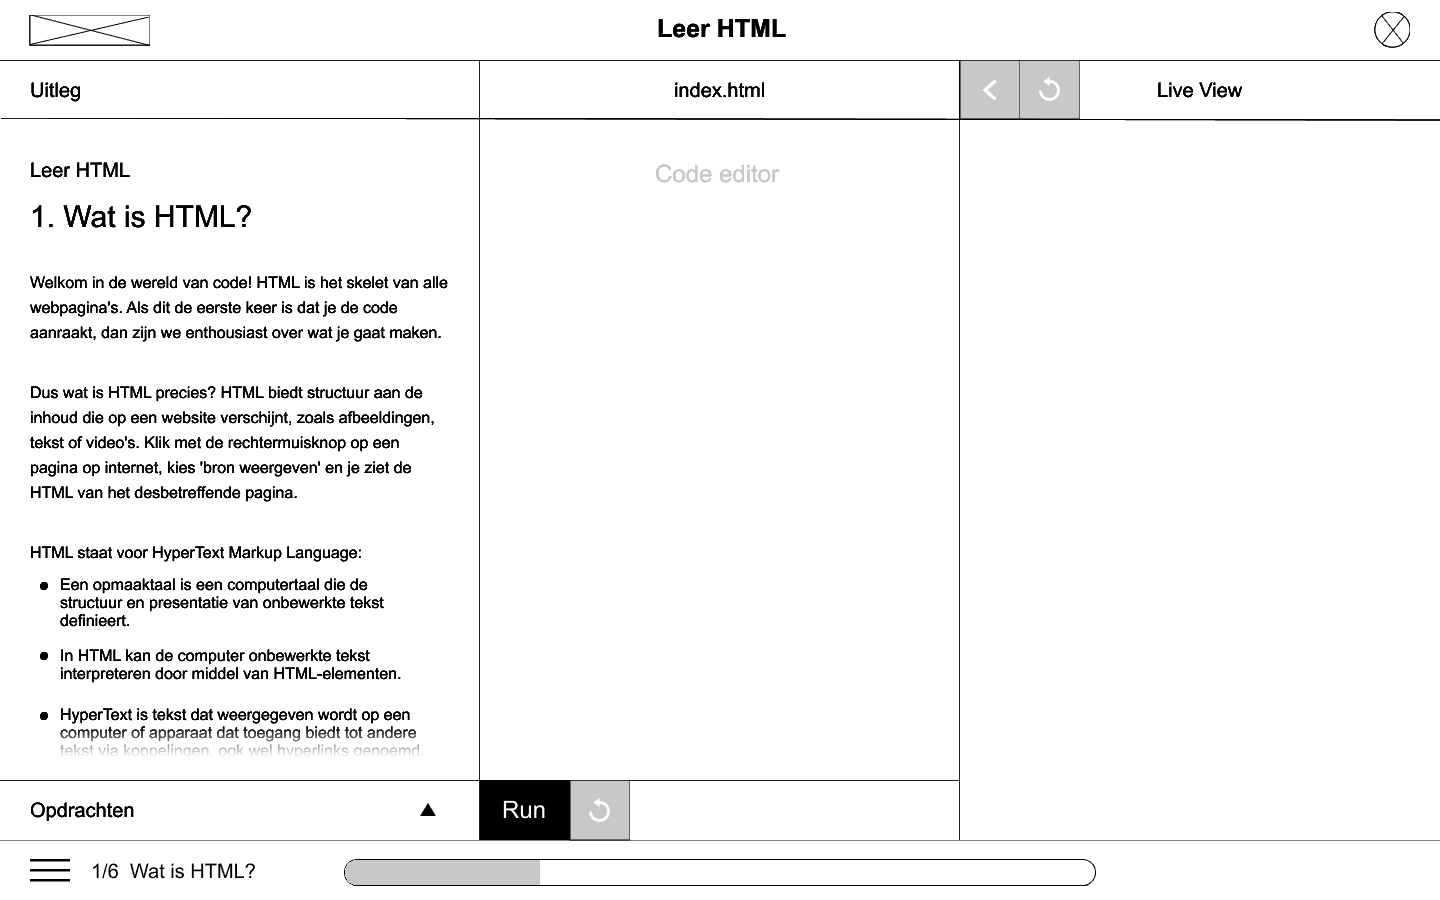 Leer HTML
Uitleg
index.html
Live View
Leer HTML
1. Wat is HTML?
Welkom in de wereld van code! HTML is het skelet van alle
webpagina's. Als dit de eerste keer is dat je de code
aanraakt, dan zijn we enthousiast over wat je gaat maken.
Dus wat is HTML precies? HTML biedt structuur aan de
inhoud die op een website verschijnt, zoals afbeeldingen,
tekst of video's. Klik met de rechtermuisknop op een
pagina op internet, kies 'bron weergeven' en je ziet de
HTML van het desbetreffende pagina.
HTML staat voor HyperText Markup Language:
Een opmaaktaal is een computertaal die de
structuur en presentatie van onbewerkte tekst
definieert.
In HTML kan de computer onbewerkte tekst
interpreteren door middel van HTML-elementen.
HyperText is tekst dat weergegeven wordt op een
computer of apparaat dat toegang biedt tot andere
tekst via koppelingen, ook wel hyperlinks genoemd.
Code editor
Opdrachten
Run
1/6 Wat is HTML?